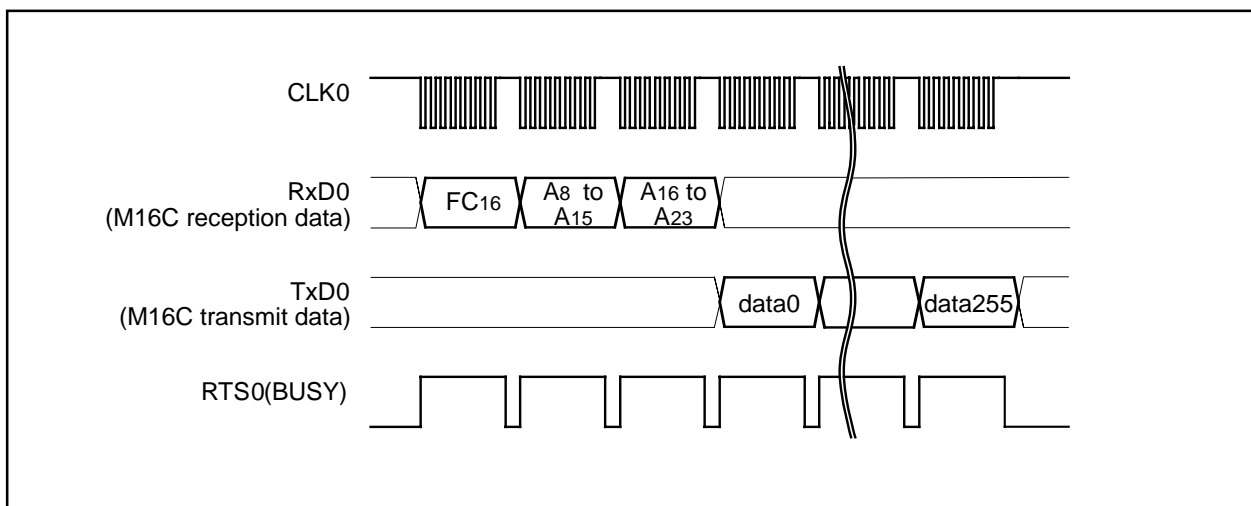 CLK0
RxD0
(M16C reception data)
FC16
A8 to
A15
A16 to
A23
TxD0
(M16C transmit data)
data0
data255
RTS0(BUSY)